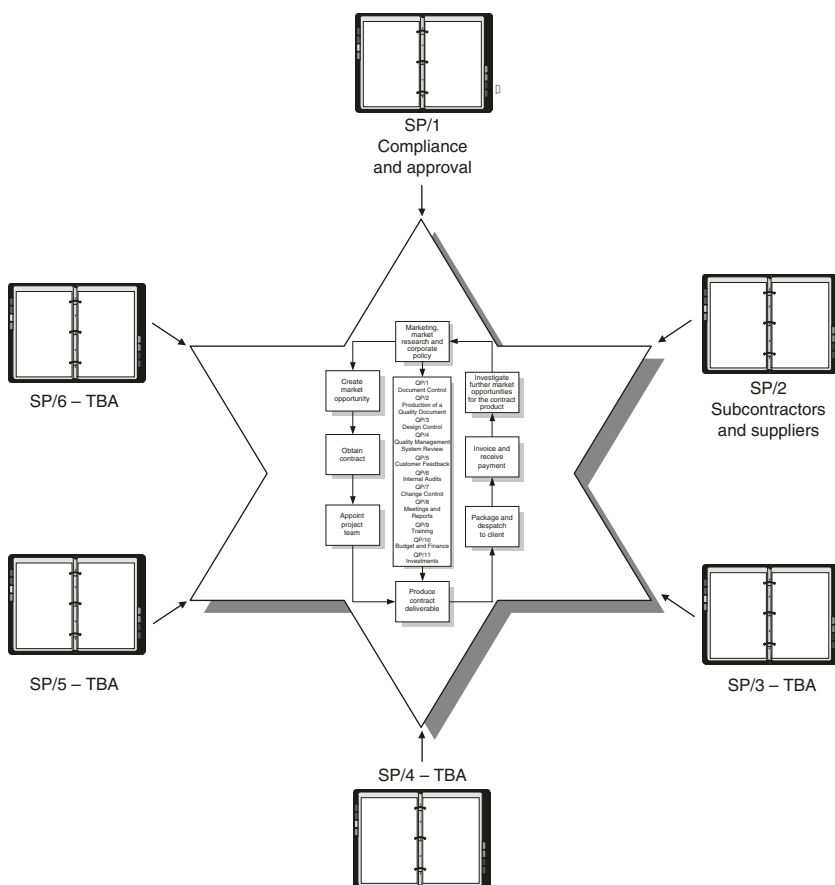 SP/1
Compliance
and approval
SP/6 – TBA
SP/2
Subcontractors
and suppliers
Marketing,
market
research and
corporate
policy
Create
market
opportunity
Obtain
contract
Appoint
project
team
QP/1
Document Control
QP/2
Production of a
Quality Document
QP/3
Design Control
QP/4
Quality Management
System Review
QP/5
Customer Feedback
QP/6
Internal Audits
QP/7
Change Control
QP/8
Meetings and
Reports
QP/9
Training
QP/10
Budget and Finance
QP/11
Investments
Produce
contract
deliverable
Investigate
further market
opportunities
for the contract
product
Invoice and
receive
payment
Package and
despatch
to client
SP/5 – TBA
SP/3 – TBA
SP/4 – TBA